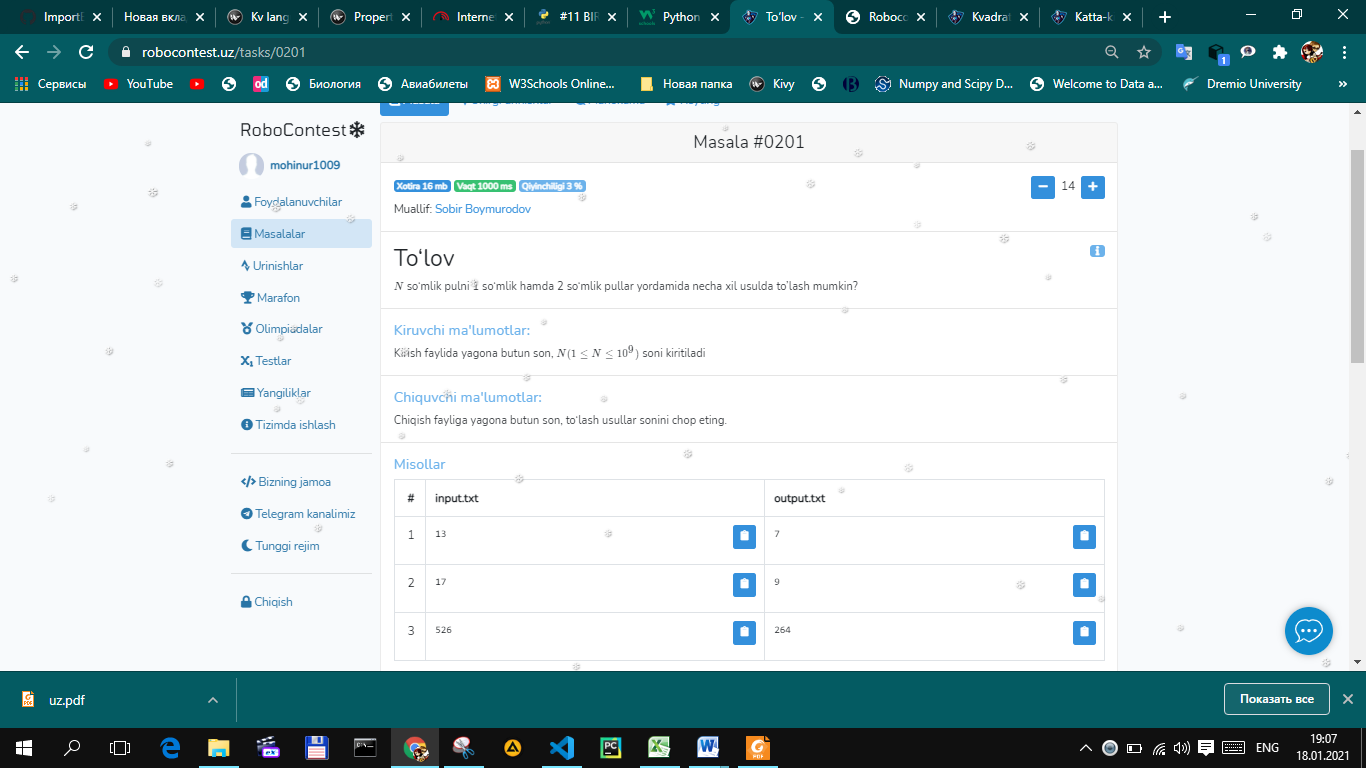 ImportE
Новая вкла
Kv lang
Propert
Interne
#11 BIR
Python
To'lov -
Roboco
Kvadrat
Katta-k
robocontest.uz/tasks/0201
Сервисы
YouTube
Биология
Авиабилеты
W3Schools Online...
Новая папка
Kivy
Numpy and Scipy D...
Welcome to Data a...
Dremio University
»
RoboContest
mohinur1009
Foydalanuvchilar
Masalalar
Urinishlar
Marafon
Olimpiadalar
Testlar
Yangiliklar
Tizimda ishlash
Bizning jamoa
Telegram kanalimiz
Tunggi rejim
Chiqish
Masala #0201
Xotira 16 mb Vaqt 1000 ms Qiyinchiligi 3 %
14
Muallif: Sobir Boymurodov
To‘lov
N so‘mlik pulni 1 so‘mlik hamda 2 so‘mlik pullar yordamida necha xil usulda to‘lash mumkin?
Kiruvchi ma'lumotlar:
Kirish faylida yagona butun son, N(1 ≤ N ≤ 10⁹) soni kiritiladi
Chiquvchi ma'lumotlar:
Chiqish fayliga yagona butun son, to‘lash usullar sonini chop eting.
Misollar
# input.txt output.txt
1 13 7
2 17 9
3 526 264
uz.pdf
Показать все
ENG
19:07
18.01.2021